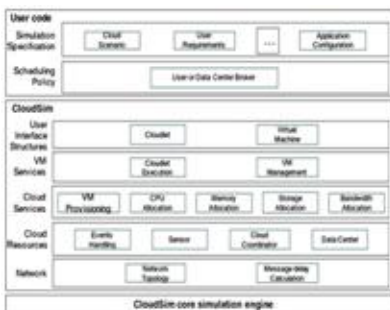 User code
Simulation Specification
Cloud Scenario
User Requirements
...
Application Configuration
Scheduling Policy
User or Data Center Broker
CloudSim
User Interface Structures
Cloudlet
Virtual Machine
VM Services
Cloudlet Execution
VM Management
Cloud Services
VM Provisioning
CPU Allocation
Memory Allocation
Storage Allocation
Bandwidth Allocation
Cloud Resources
Events Handling
Sensor
Cloud Coordinator
Data Center
Network
Network Topology
Message delay Calculation
CloudSim core simulation engine